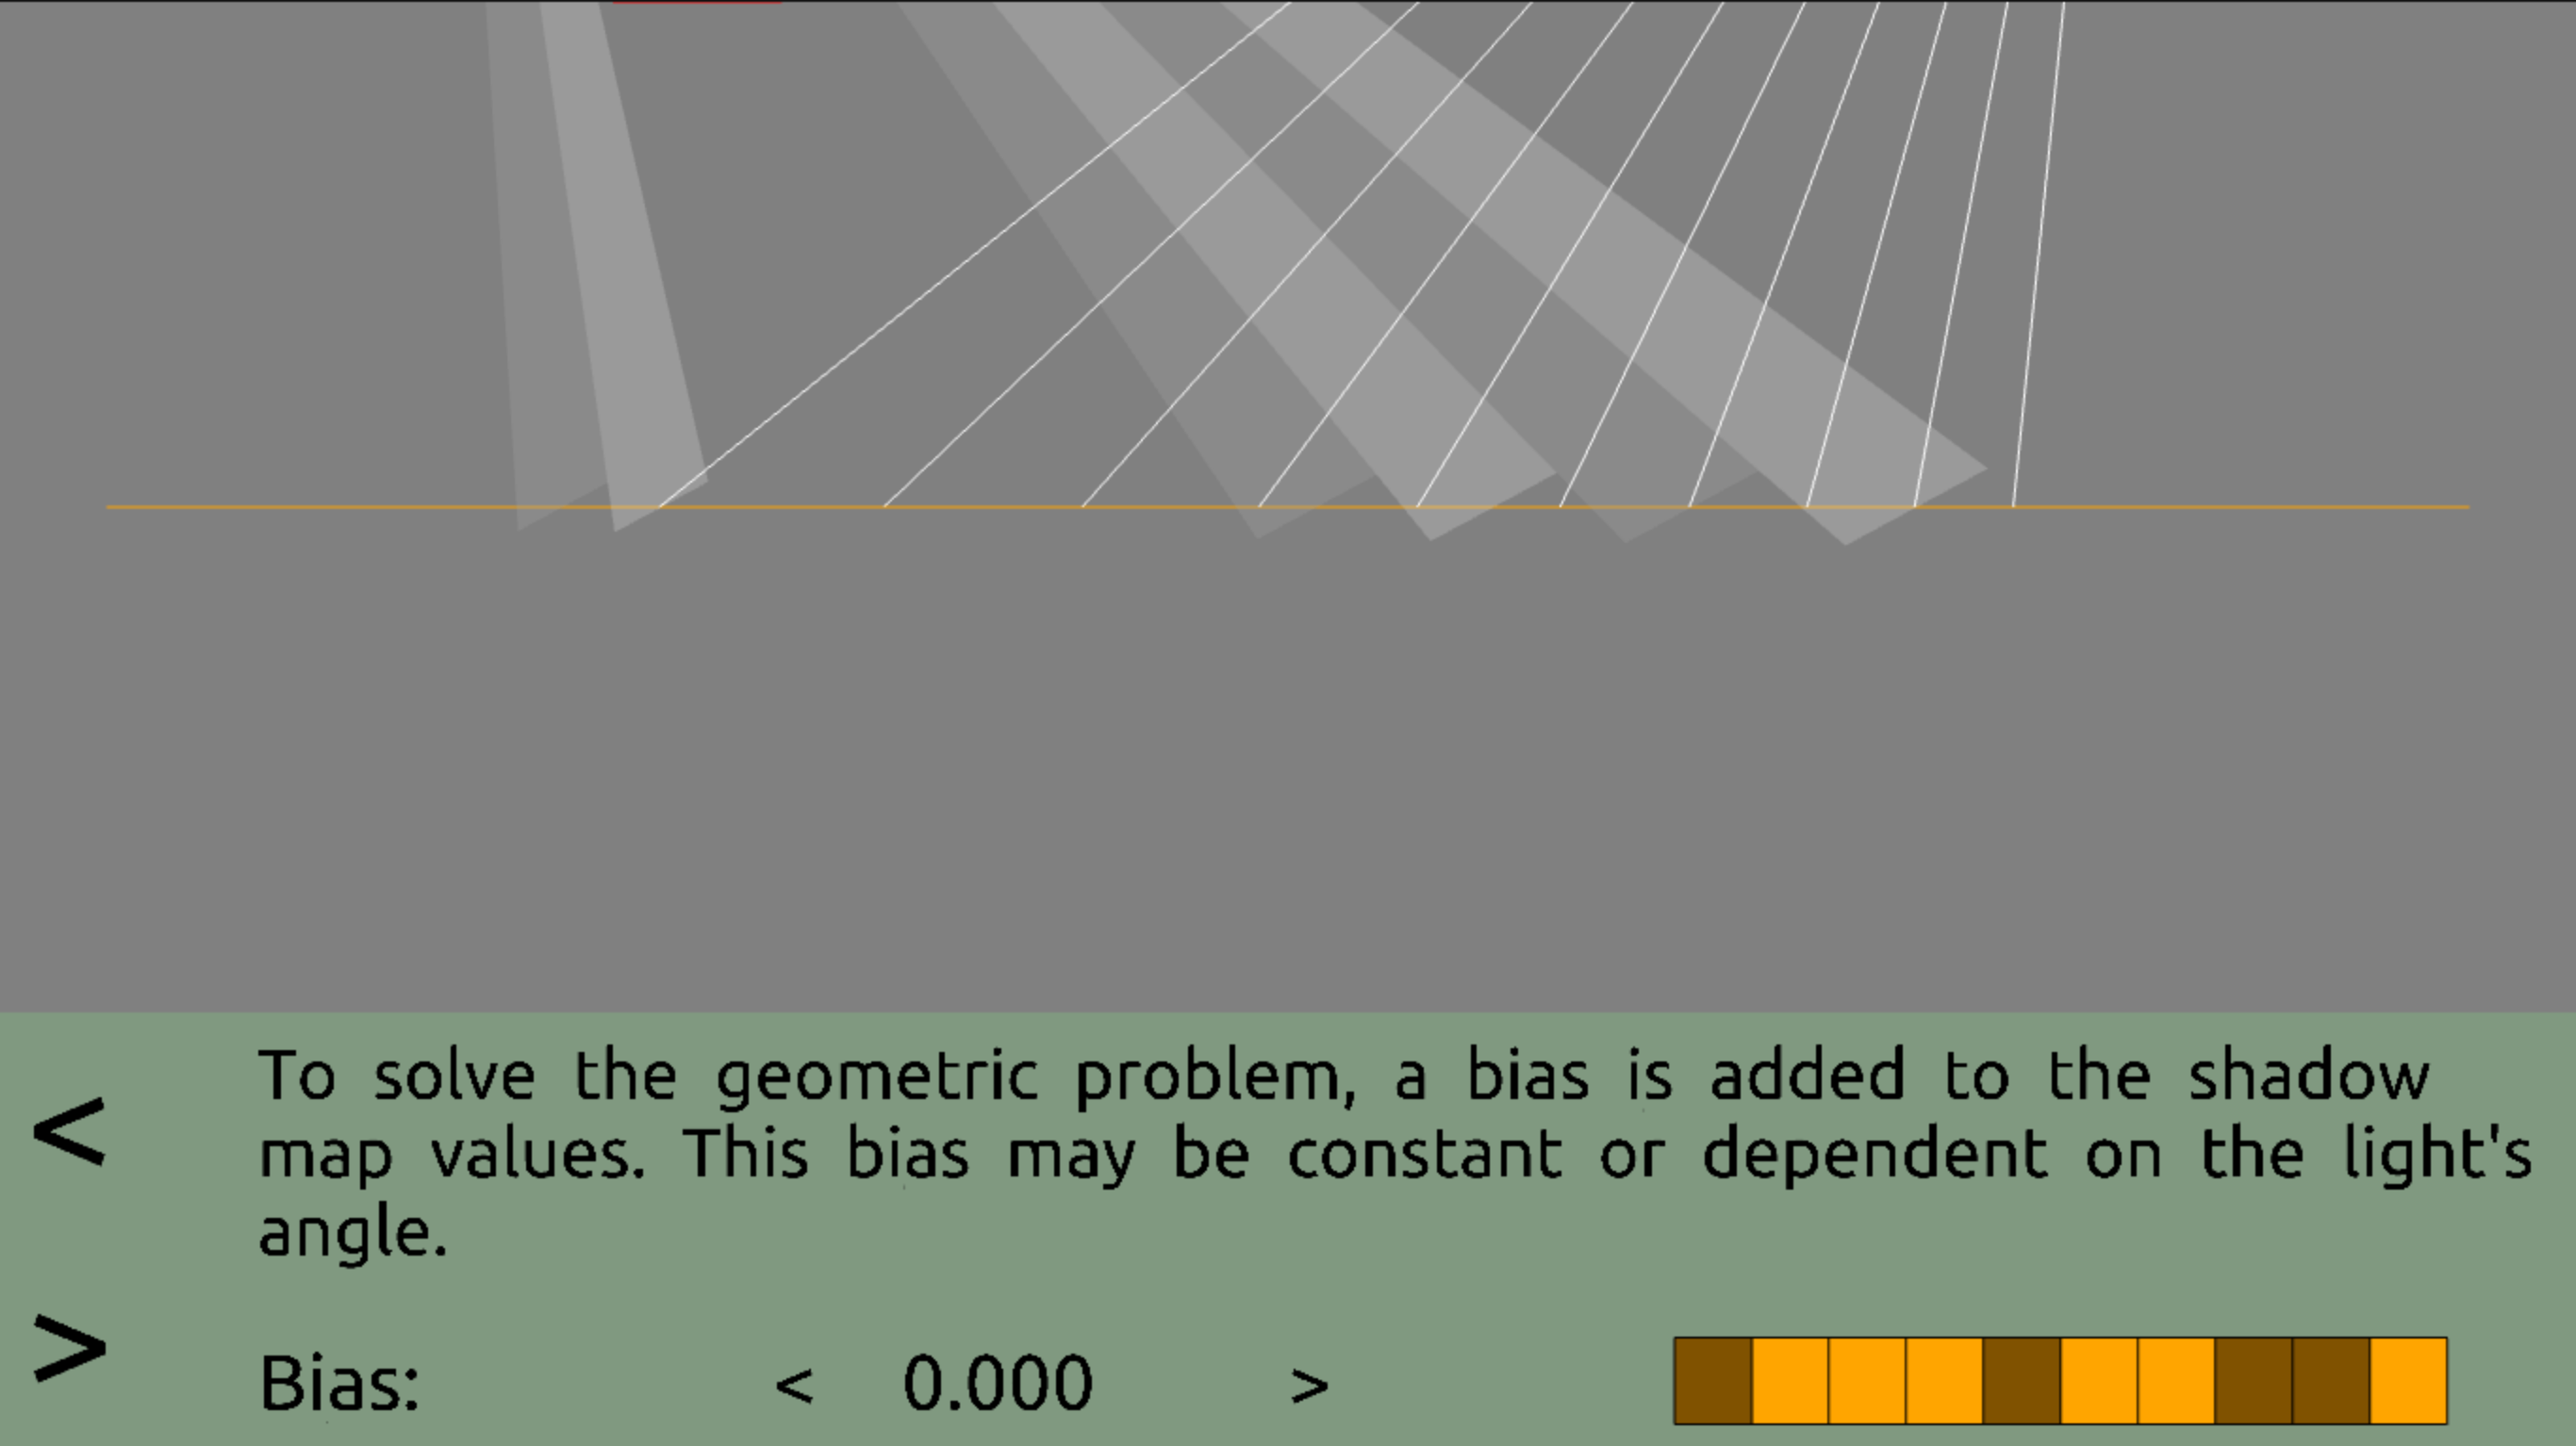 < To solve the geometric problem, a bias is added to the shadow
map values. This bias may be constant or dependent on the light's
angle.
>
Bias: < 0.000 >